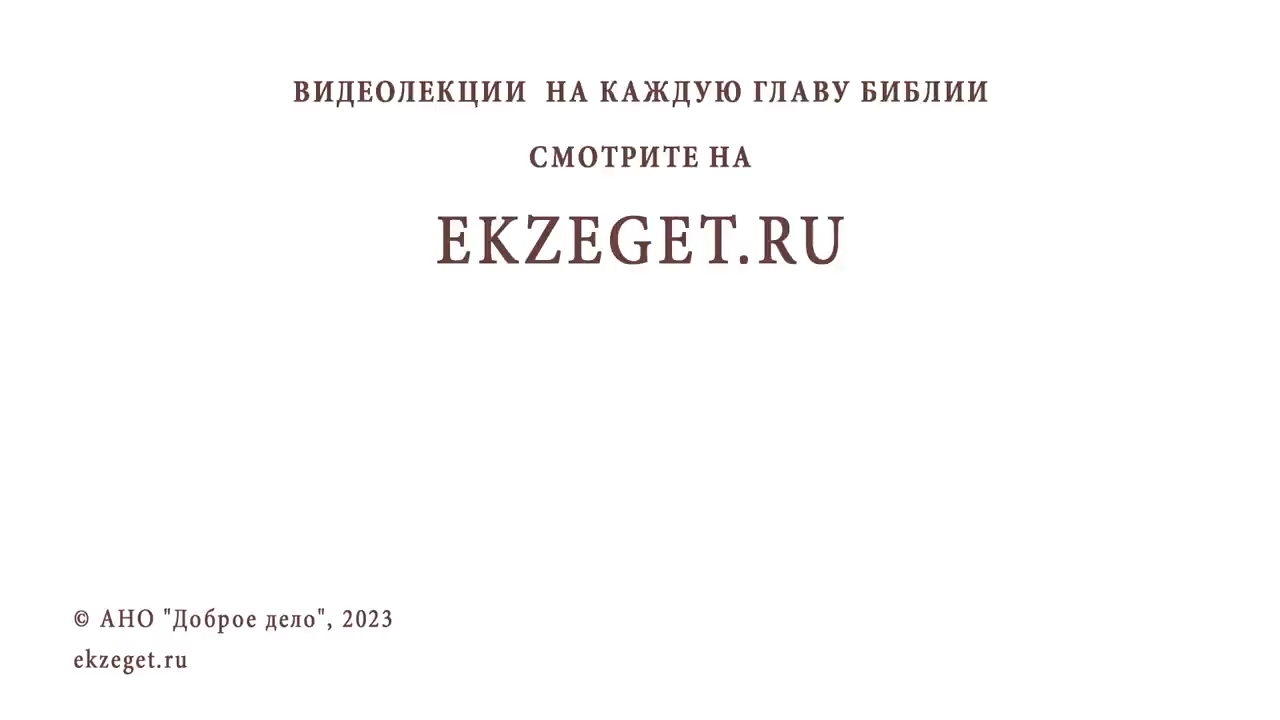 ВИДЕОЛЕКЦИИ НА КАЖДУЮ ГЛАВУ БИБЛИИ
СМОТРИТЕ НА
EKZEGET.RU
© АНО "Доброе дело", 2023
ekzeget.ru